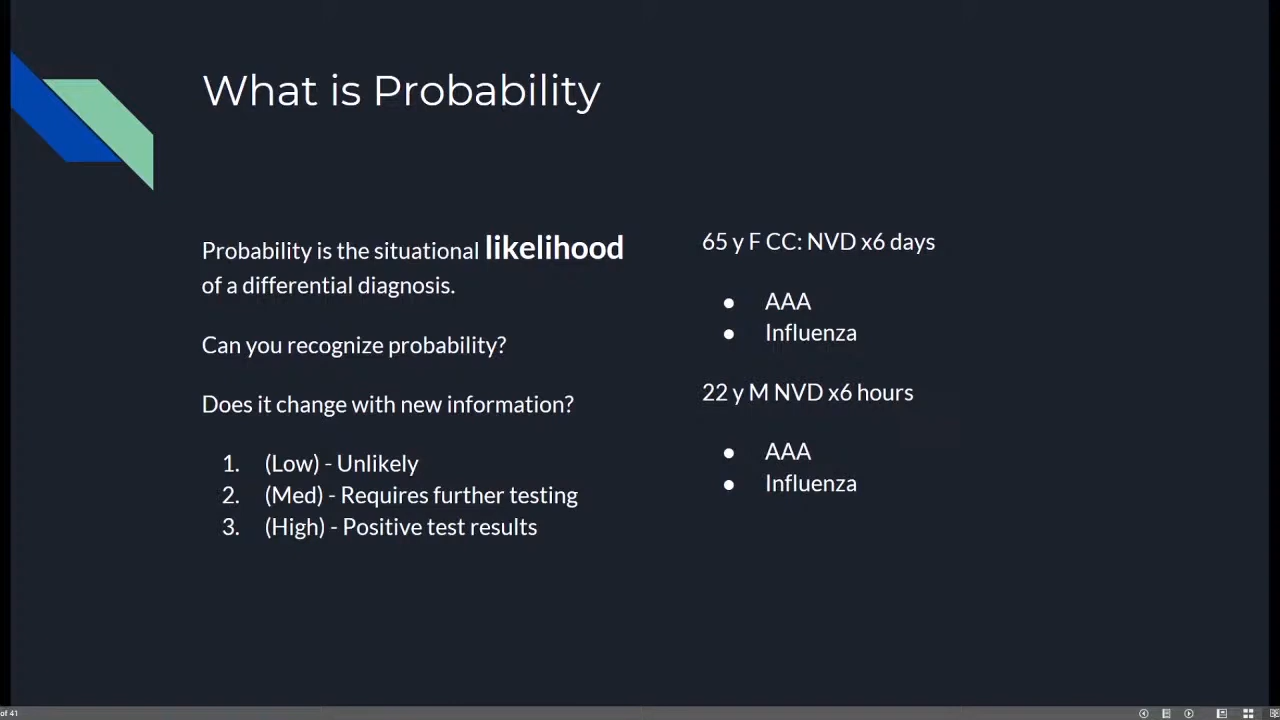 What is Probability
Probability is the situational likelihood
of a differential diagnosis.
Can you recognize probability?
Does it change with new information?
1. (Low) - Unlikely
2. (Med) - Requires further testing
3. (High) - Positive test results
65 y F CC: NVD x6 days
● AAA
● Influenza
22 y M NVD x6 hours
● AAA
● Influenza
of 41